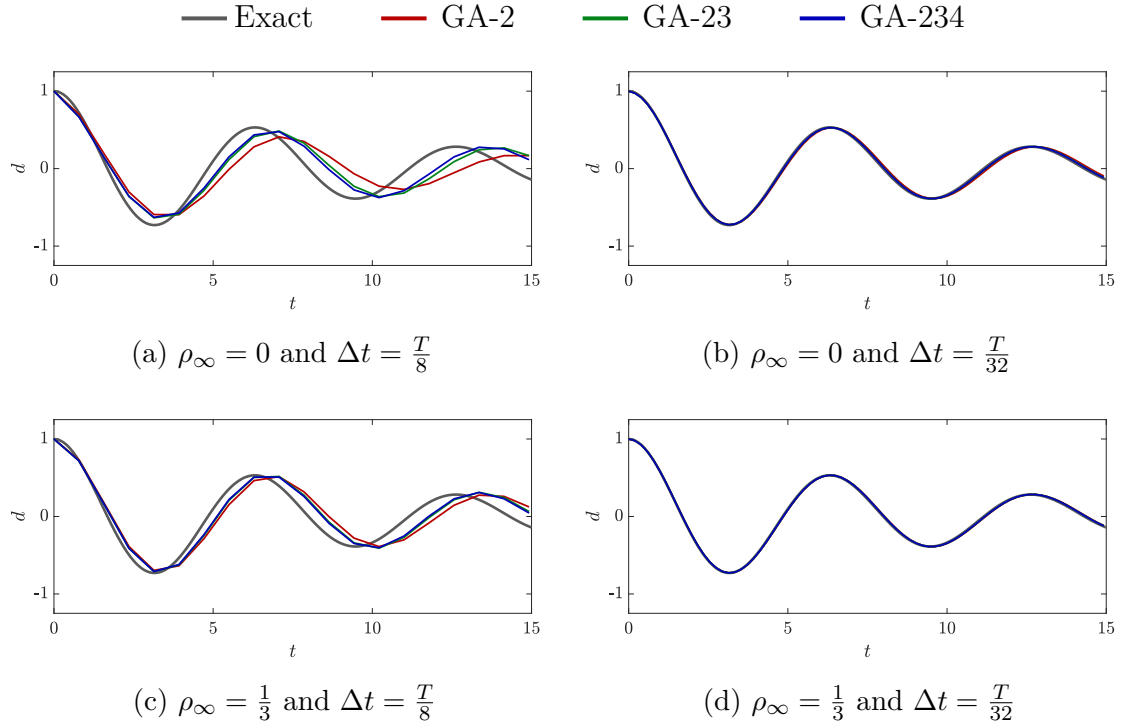 Exact GA-2 GA-23 GA-234
1
0
-1
d
0 5 10 15
t
(a) ρ∞ = 0 and Δt = T/8
1
0
-1
d
0 5 10 15
t
(b) ρ∞ = 0 and Δt = T/32
1
0
-1
d
0 5 10 15
t
(c) ρ∞ = 1/3 and Δt = T/8
1
0
-1
d
0 5 10 15
t
(d) ρ∞ = 1/3 and Δt = T/32